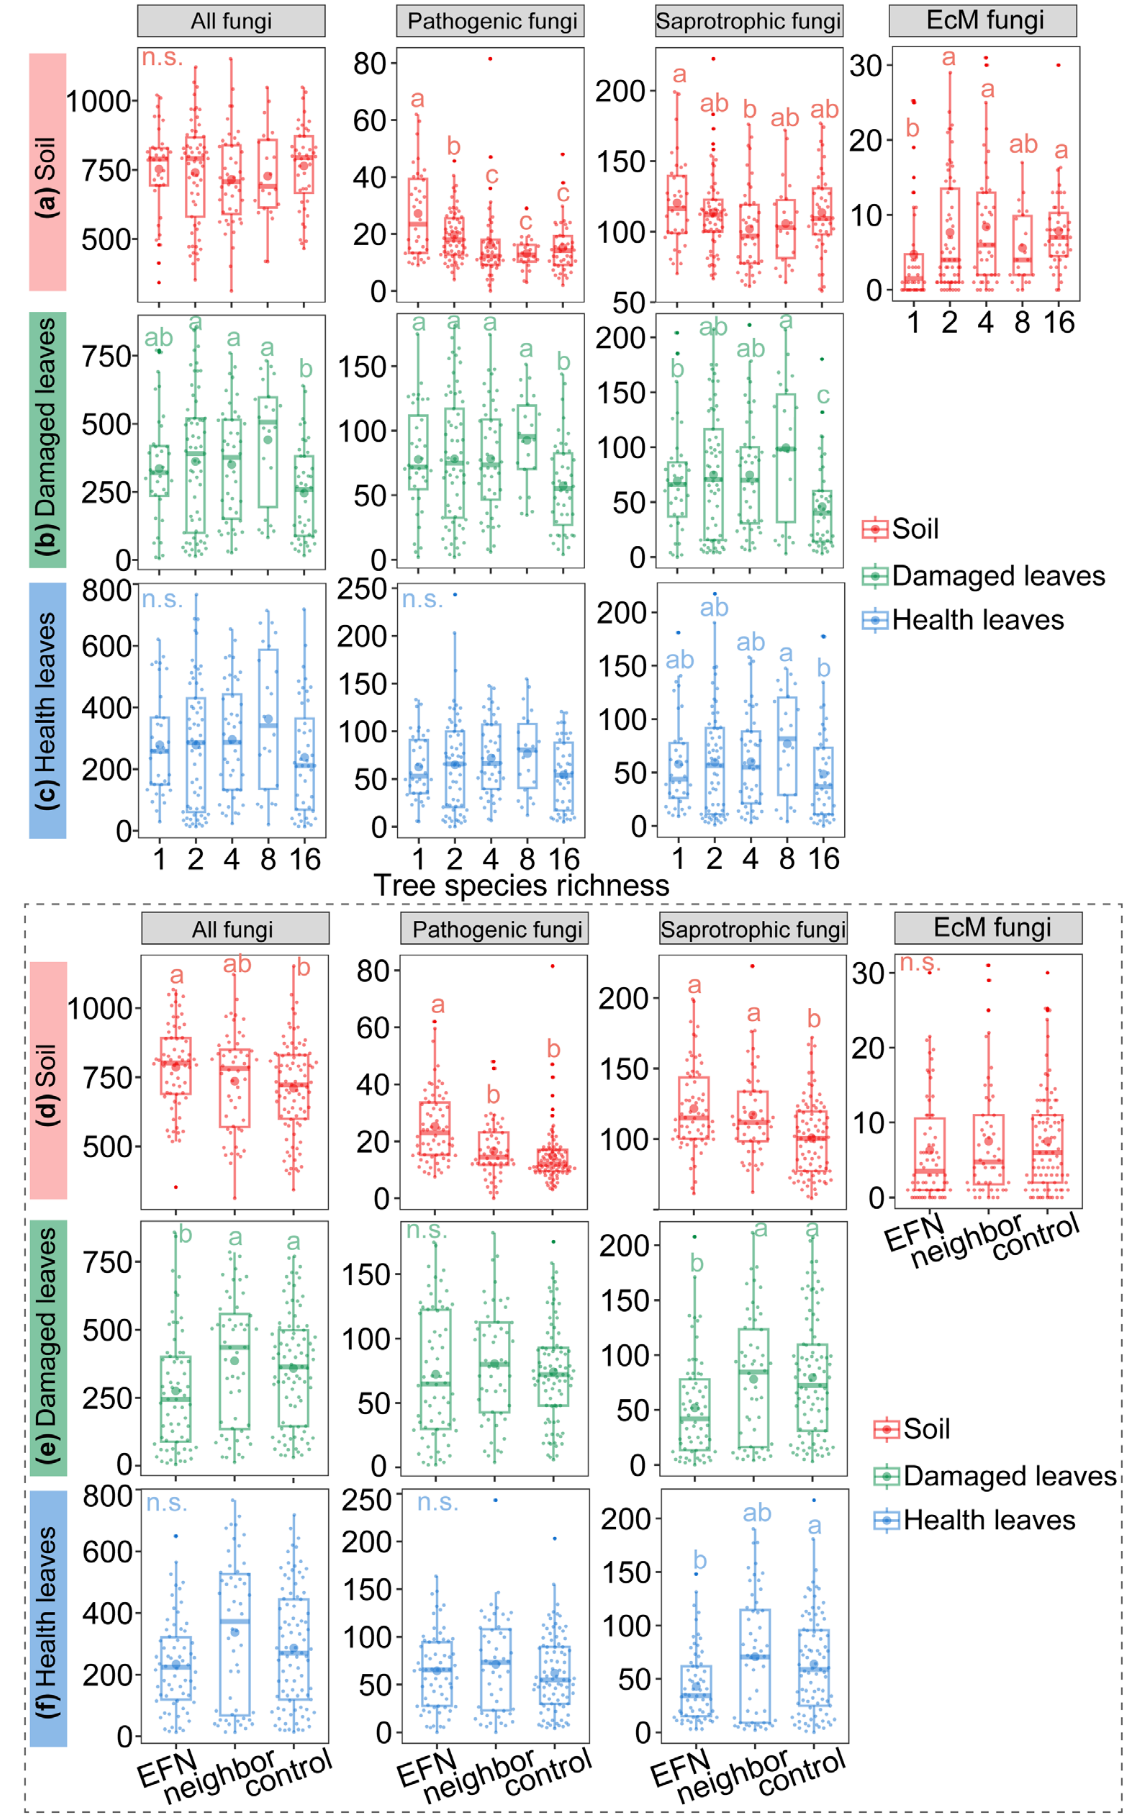 All fungi
Pathogenic fungi
Saprotrophic fungi
EcM fungi
(a) Soil
n.s.
1000
750
500
80
60
40
20
0
a
b
c
c
c
200
150
100
50
a
ab
b
ab
ab
30
20
10
0
b
a
a
ab
a
1 2 4 8 16
(b) Damaged leaves
750
500
250
0
ab
a
a
a
b
150
100
50
0
a
a
a
a
b
200
150
100
50
0
b
ab
ab
a
c
Soil
Damaged leaves
Health leaves
(c) Health leaves
800
600
400
200
0
n.s.
250
200
150
100
50
0
n.s.
200
150
100
50
0
ab
ab
ab
a
b
1 2 4 8 16
1 2 4 8 16
1 2 4 8 16
Tree species richness
All fungi
Pathogenic fungi
Saprotrophic fungi
EcM fungi
(d) Soil
1000
750
500
a
ab
b
80
60
40
20
0
a
b
b
200
150
100
a
a
b
30
20
10
0
n.s.
EFN
neighbor
control
(e) Damaged leaves
750
500
250
0
b
a
a
150
100
50
0
n.s.
200
150
100
50
0
b
a
a
Soil
Damaged leaves
Health leaves
(f) Health leaves
800
600
400
200
0
n.s.
250
200
150
100
50
0
n.s.
200
150
100
50
0
b
ab
a
EFN
neighbor
control
EFN
neighbor
control
EFN
neighbor
control